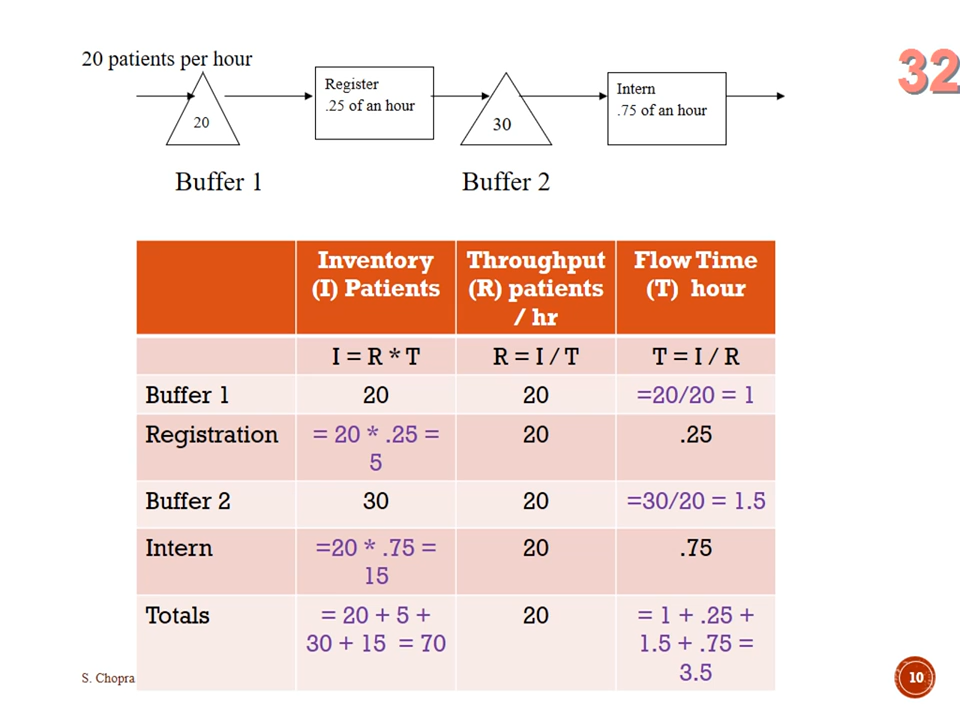 20 patients per hour
32
20
Register
.25 of an hour
30
Intern
.75 of an hour
Buffer 1
Buffer 2
Inventory
(I) Patients
Throughput
(R) patients
/ hr
Flow Time
(T) hour
I = R * T
R = I / T
T = I / R
Buffer 1
20
20
=20/20 = 1
Registration
= 20 * .25 =
5
20
.25
Buffer 2
30
20
=30/20 = 1.5
Intern
=20 * .75 =
15
20
.75
Totals
= 20 + 5 +
30 + 15 = 70
20
= 1 + .25 +
1.5 + .75 =
3.5
S. Chopra
10